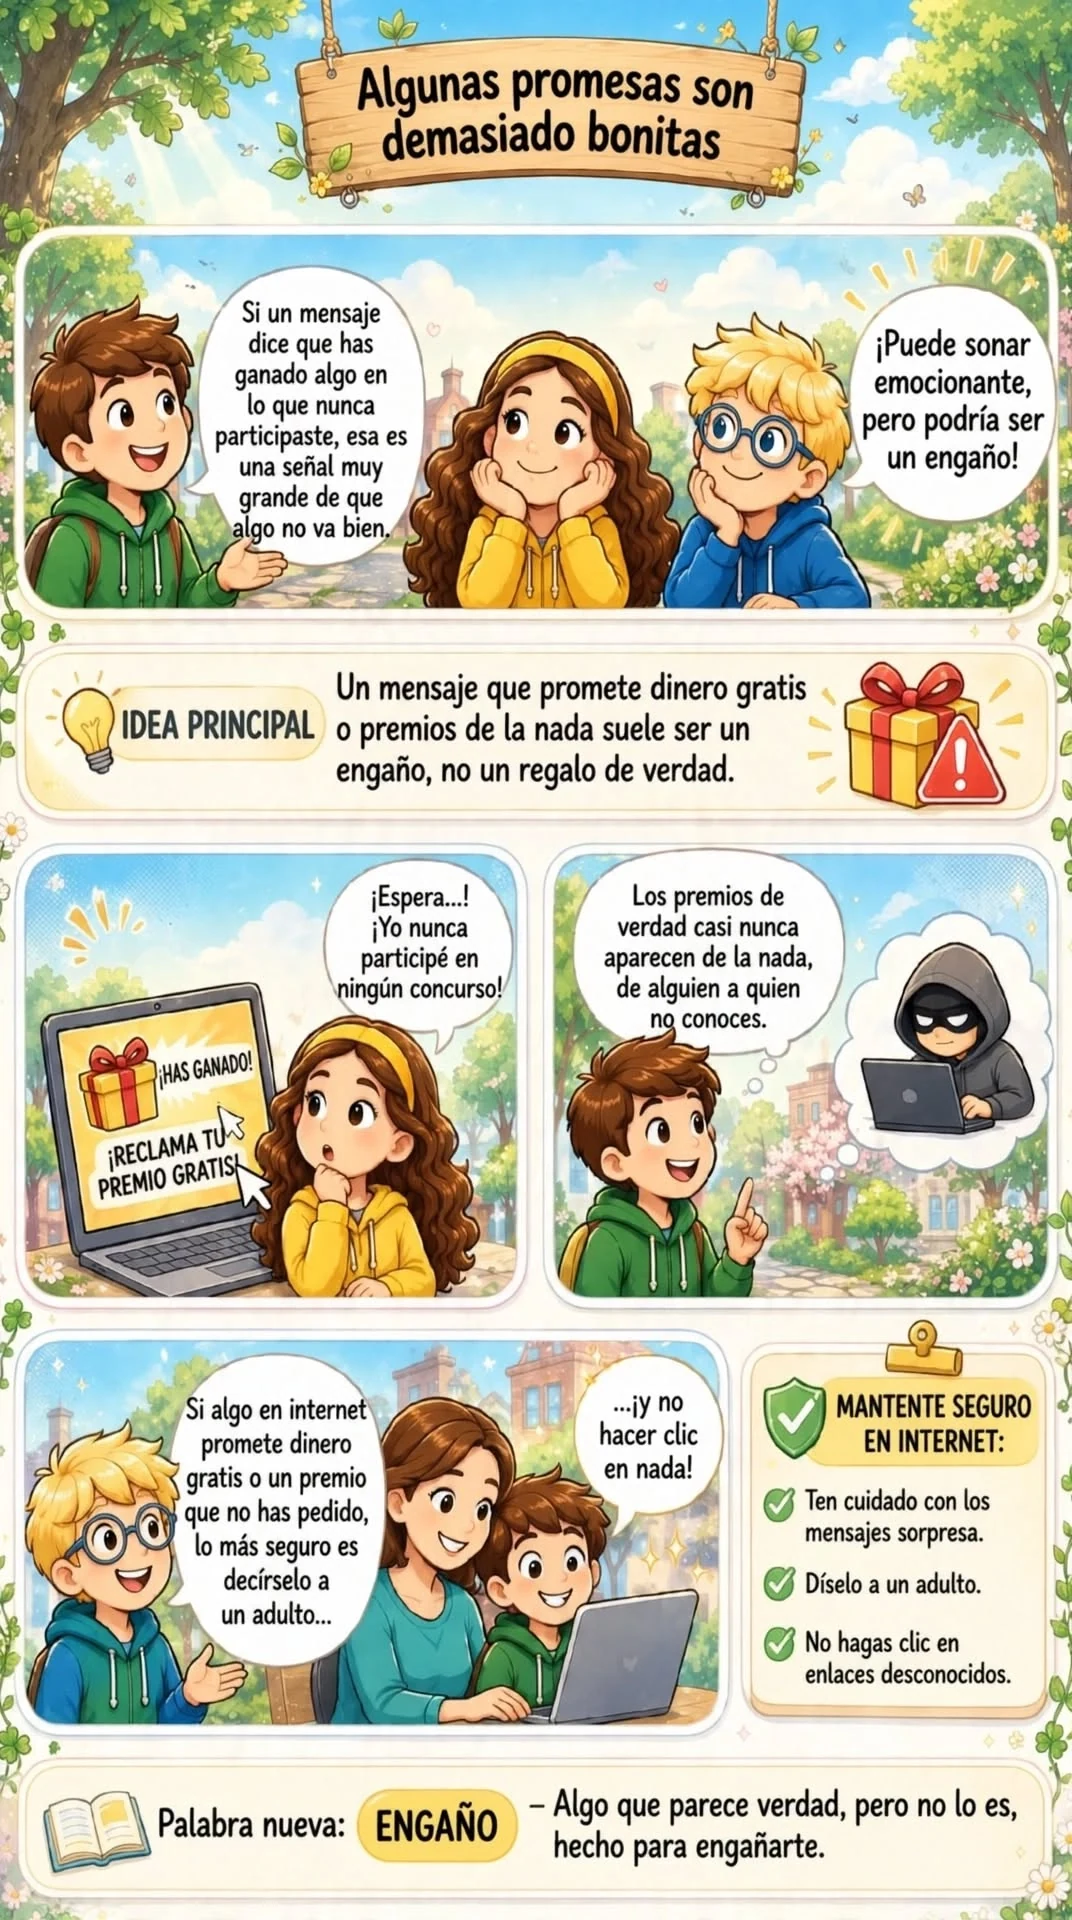 Algunas promesas son
demasiado bonitas
Si un mensaje
dice que has
ganado algo en
lo que nunca
participaste, esa es
una señal muy
grande de que
algo no va bien.
¡Puede sonar
emocionante,
pero podría ser
un engaño!
IDEA PRINCIPAL
Un mensaje que promete dinero gratis
o premios de la nada suele ser un
engaño, no un regalo de verdad.
¡Espera...!
¡Yo nunca
participé en
ningún concurso!
¡HAS GANADO!
¡RECLAMA TU
PREMIO GRATIS!
Los premios de
verdad casi nunca
aparecen de la nada,
de alguien a quien
no conoces.
Si algo en internet
promete dinero
gratis o un premio
que no has pedido,
lo más seguro es
decírselo a
un adulto...
...¡y no
hacer clic
en nada!
MANTENTE SEGURO
EN INTERNET:
Ten cuidado con los
mensajes sorpresa.
Díselo a un adulto.
No hagas clic en
enlaces desconocidos.
Palabra nueva: ENGAÑO – Algo que parece verdad, pero no lo es,
hecho para engañarte.